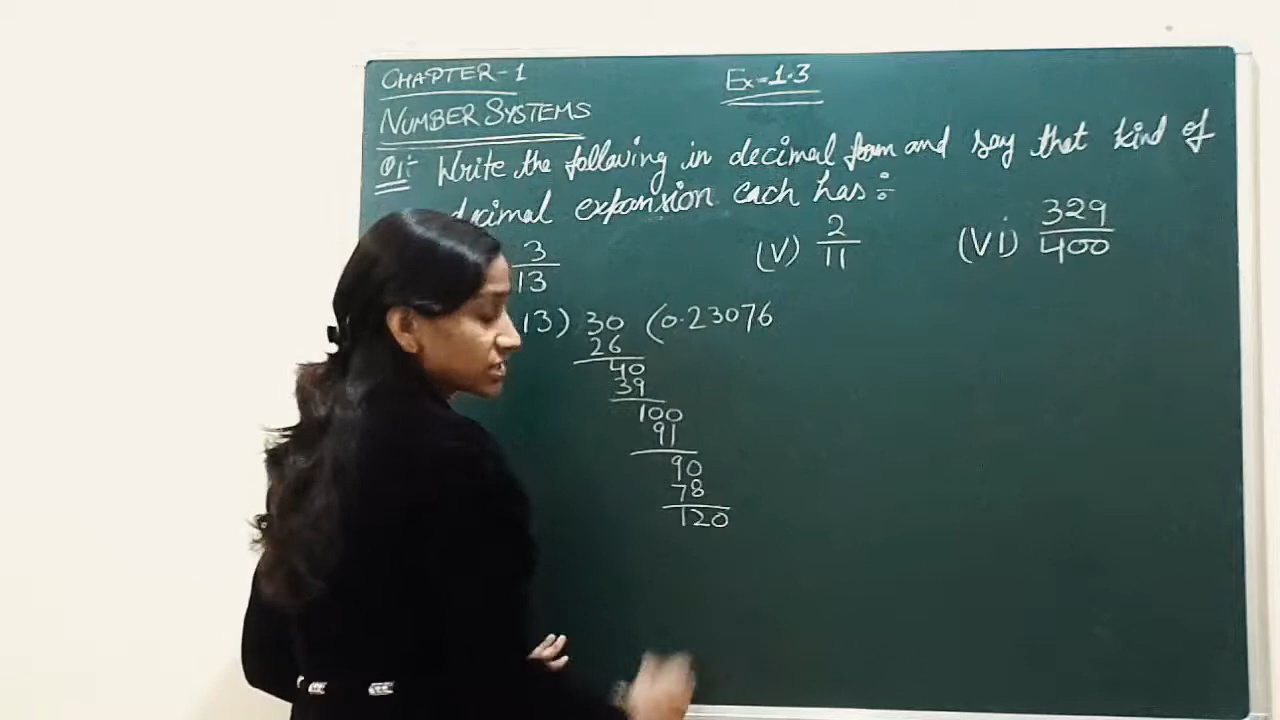 CHAPTER-1
Ex-1.3
NUMBER SYSTEMS
Q1:- Write the following in decimal form and say that kind of
decimal expansion each has:
3/13
(V) 2/11
(Vi) 329/400
13) 30 (0.23076
26
40
39
100
91
90
78
120